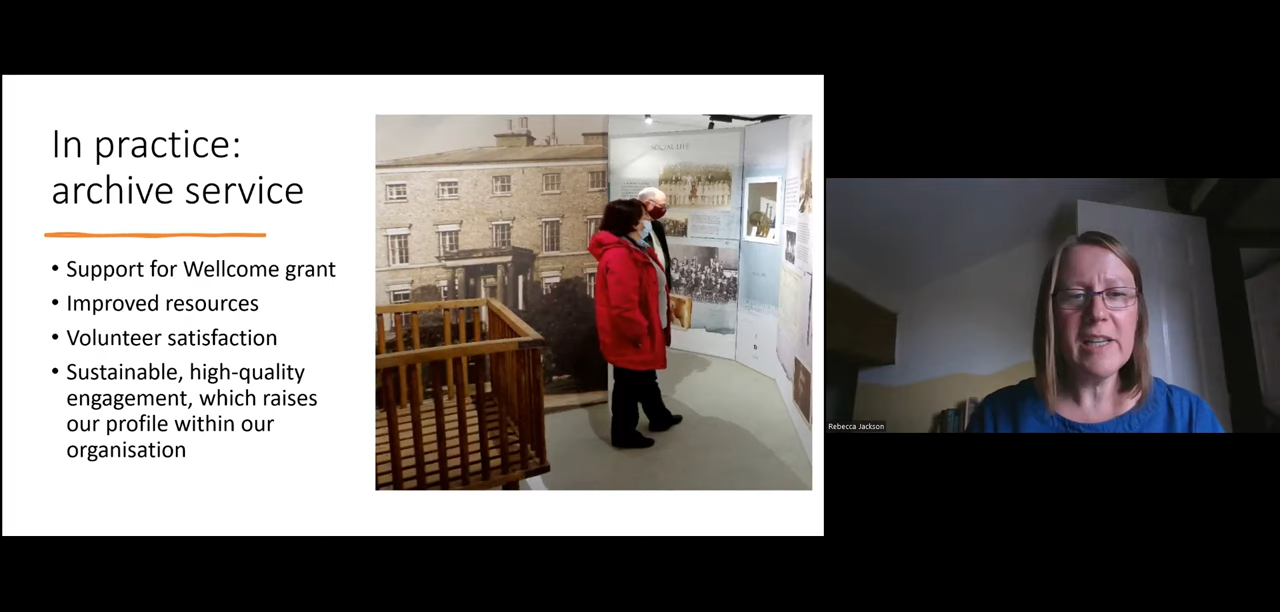 In practice:
archive service
• Support for Wellcome grant
• Improved resources
• Volunteer satisfaction
• Sustainable, high-quality
engagement, which raises
our profile within our
organisation
SOCIAL LIFE
Rebecca Jackson